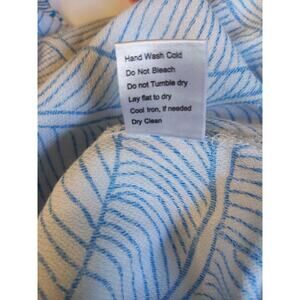 Hand Wash Cold
Do Not Bleach
Do not Tumble dry
Lay flat to dry
Cool Iron, if needed
Dry Clean